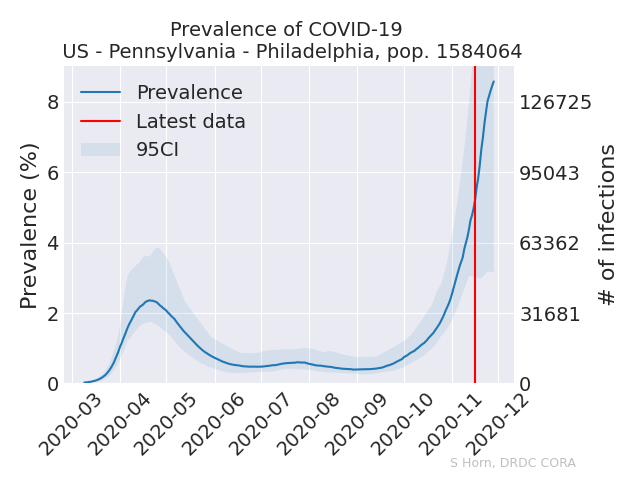 Prevalence of COVID-19
US - Pennsylvania - Philadelphia, pop. 1584064
Prevalence
Latest data
95CI
Prevalence (%)
8
6
4
2
0
126725
95043
63362
31681
0
# of infections
2020-03
2020-04
2020-05
2020-06
2020-07
2020-08
2020-09
2020-10
2020-11
2020-12
S Horn, DRDC CORA